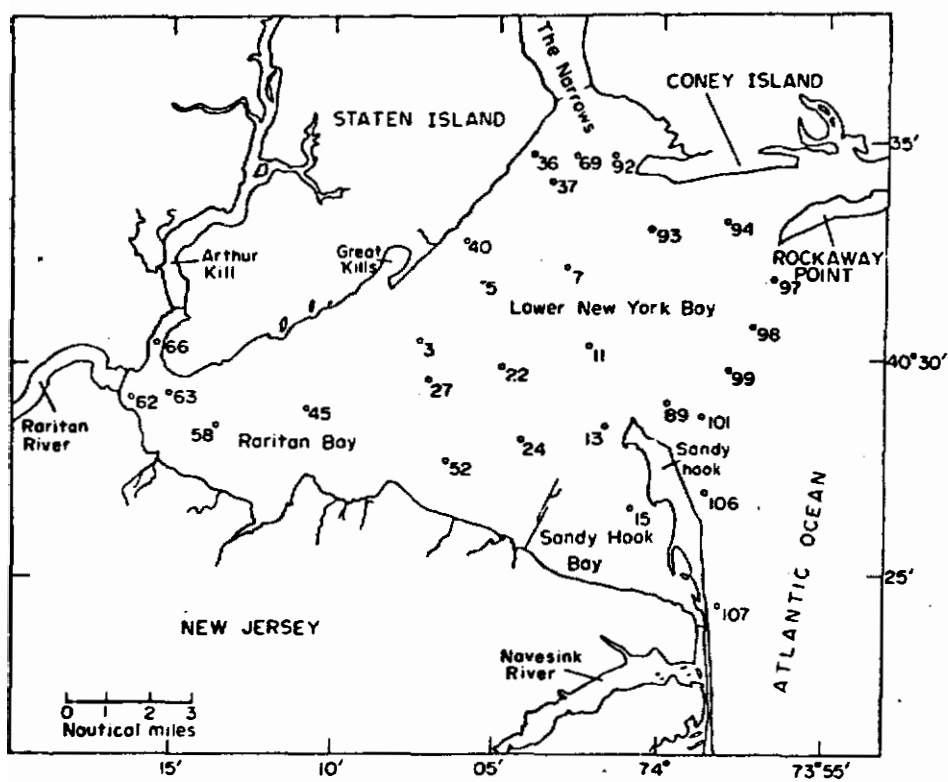 The Narrows
CONEY ISLAND
STATEN ISLAND
35'
36
69
92
37
93
94
40
Great
Kills
Arthur
Kill
7
ROCKAWAY
POINT
5
97
Lower New York Bay
98
66
3
11
40°30'
22
99
27
62
63
45
89
101
Raritan
River
58
Raritan Bay
24
13
Sandy
hook
52
106
15
Sandy Hook
Bay
ATLANTIC OCEAN
25'
107
NEW JERSEY
Navesink
River
0 1 2 3
Nautical miles
15'
10'
05'
74°
73°55'